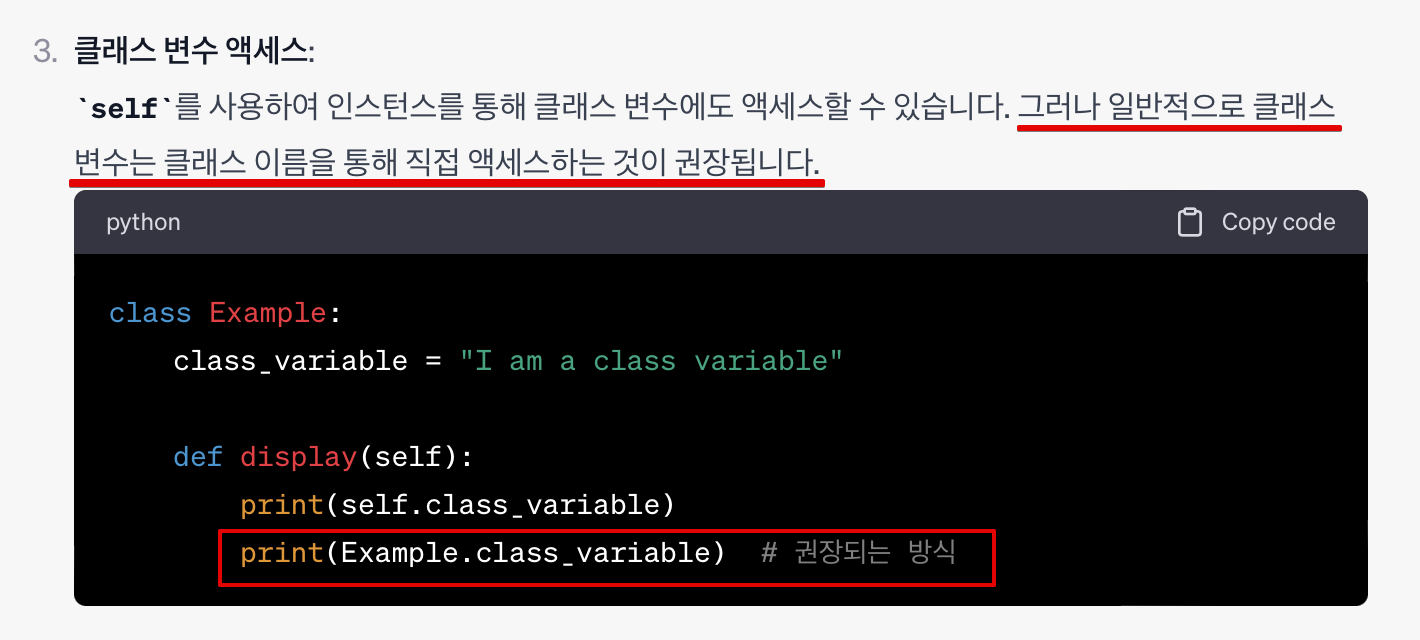 3. 클래스 변수 액세스:
`self`를 사용하여 인스턴스를 통해 클래스 변수에도 액세스할 수 있습니다. 그러나 일반적으로 클래스
변수는 클래스 이름을 통해 직접 액세스하는 것이 권장됩니다.
python Copy code
class Example:
    class_variable = "I am a class variable"
    def display(self):
        print(self.class_variable)
        print(Example.class_variable)  # 권장되는 방식